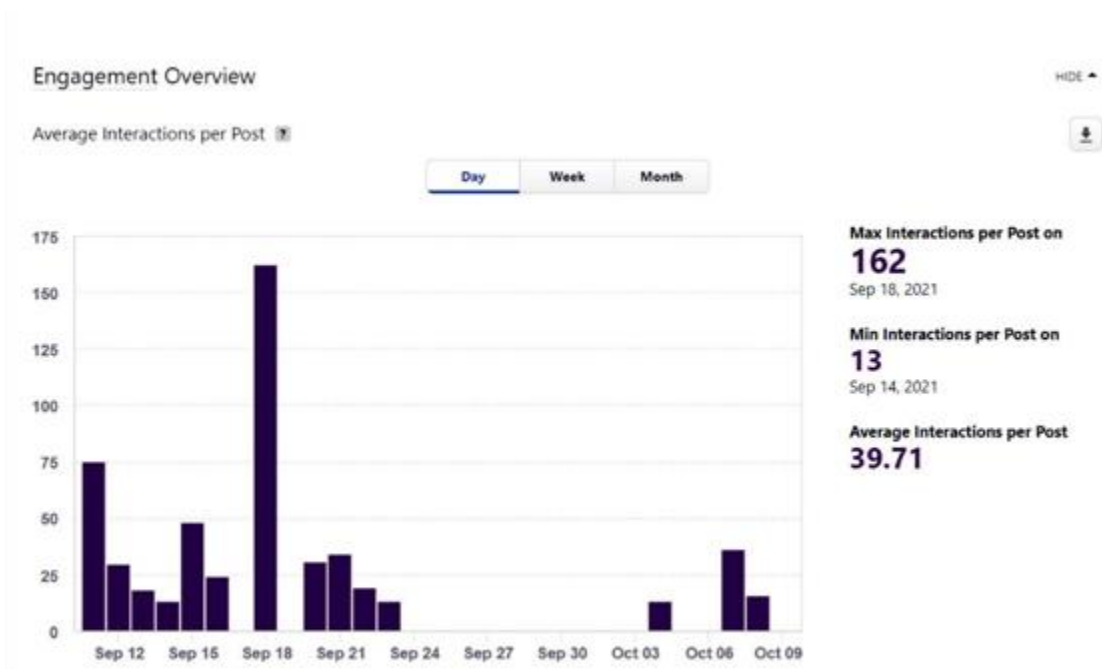 Engagement Overview
HIDE
Average Interactions per Post ?
Day Week Month
175
150
125
100
75
50
25
0
Sep 12 Sep 15 Sep 18 Sep 21 Sep 24 Sep 27 Sep 30 Oct 03 Oct 06 Oct 09
Max Interactions per Post on
162
Sep 18, 2021
Min Interactions per Post on
13
Sep 14, 2021
Average Interactions per Post
39.71